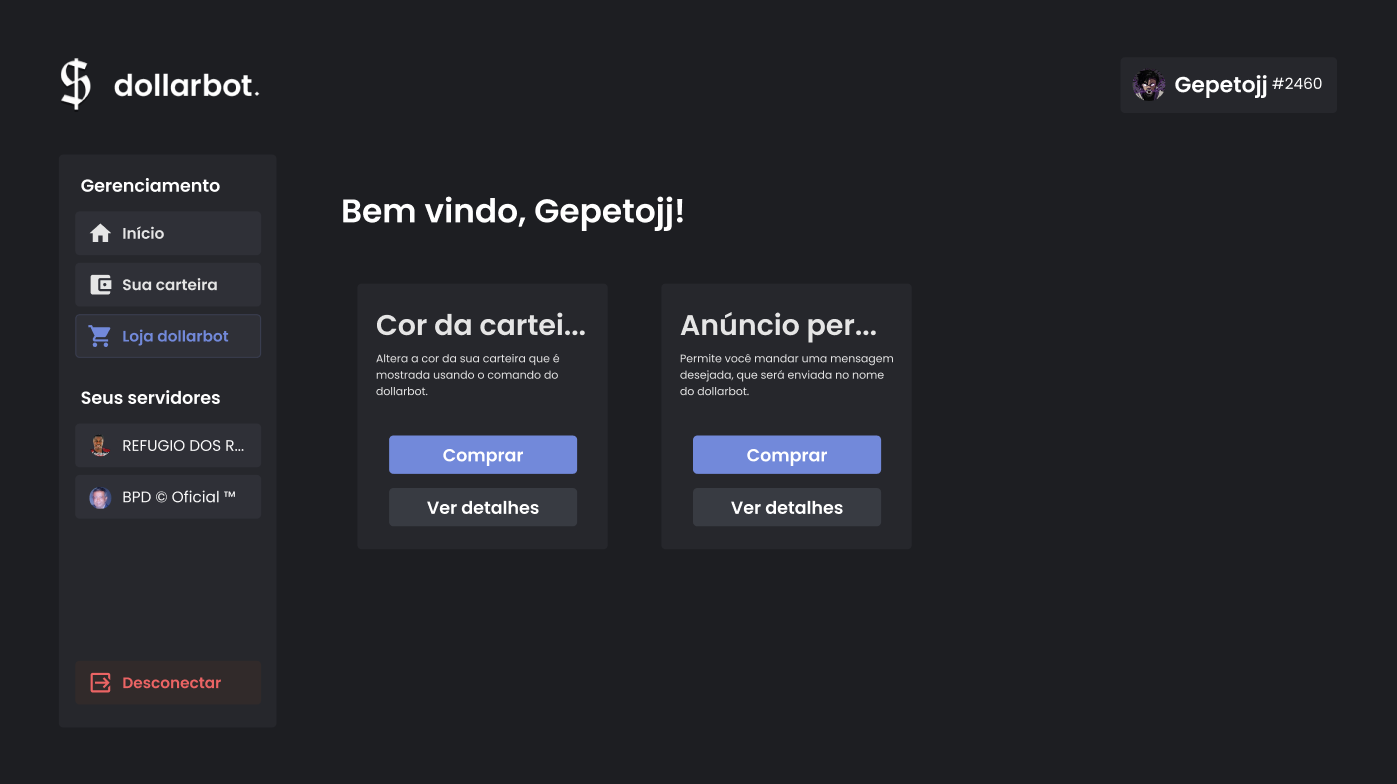 $ dollarbot.
Gepetojj #2460
Gerenciamento
Início
Sua carteira
Loja dollarbot
Seus servidores
REFUGIO DOS R...
BPD © Oficial ™
Desconectar
Bem vindo, Gepetojj!
Cor da cartei...
Altera a cor da sua carteira que é
mostrada usando o comando do
dollarbot.
Comprar
Ver detalhes
Anúncio per...
Permite você mandar uma mensagem
desejada, que será enviada no nome
do dollarbot.
Comprar
Ver detalhes